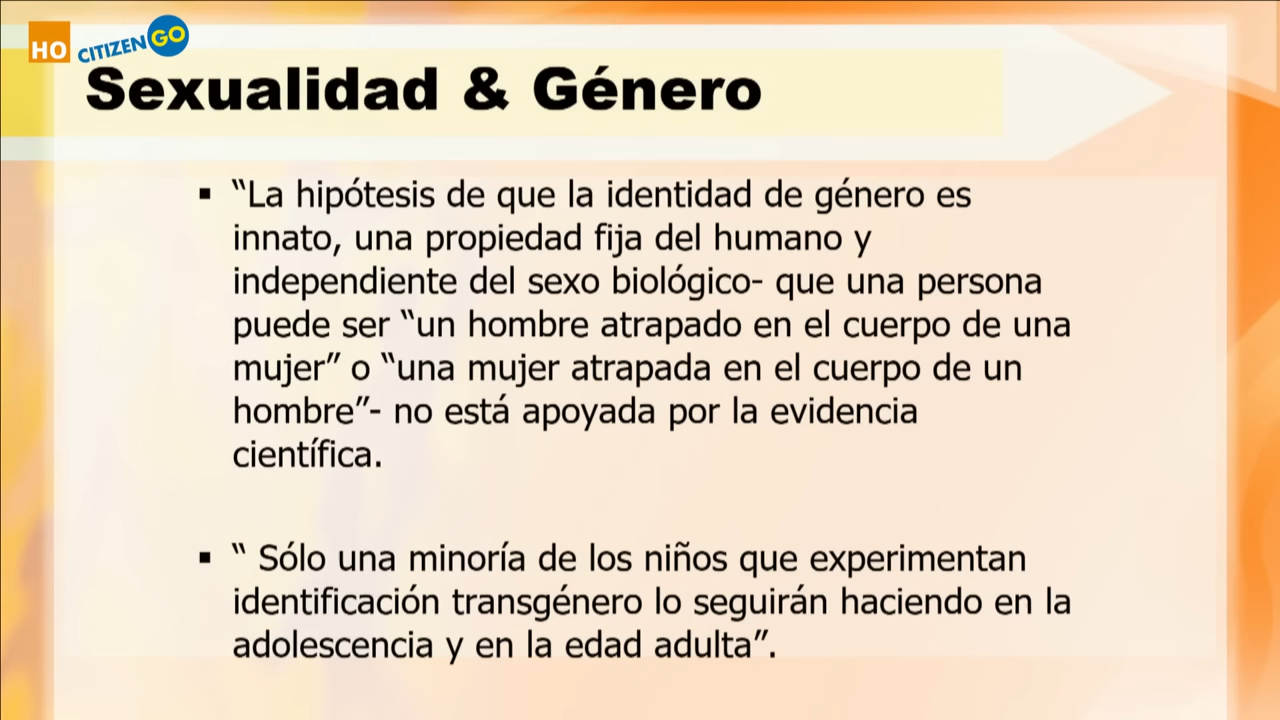 HO CITIZENGO
Sexualidad & Género
▪ “La hipótesis de que la identidad de género es
innato, una propiedad fija del humano y
independiente del sexo biológico- que una persona
puede ser “un hombre atrapado en el cuerpo de una
mujer” o “una mujer atrapada en el cuerpo de un
hombre”- no está apoyada por la evidencia
científica.
▪ “ Sólo una minoría de los niños que experimentan
identificación transgénero lo seguirán haciendo en la
adolescencia y en la edad adulta”.